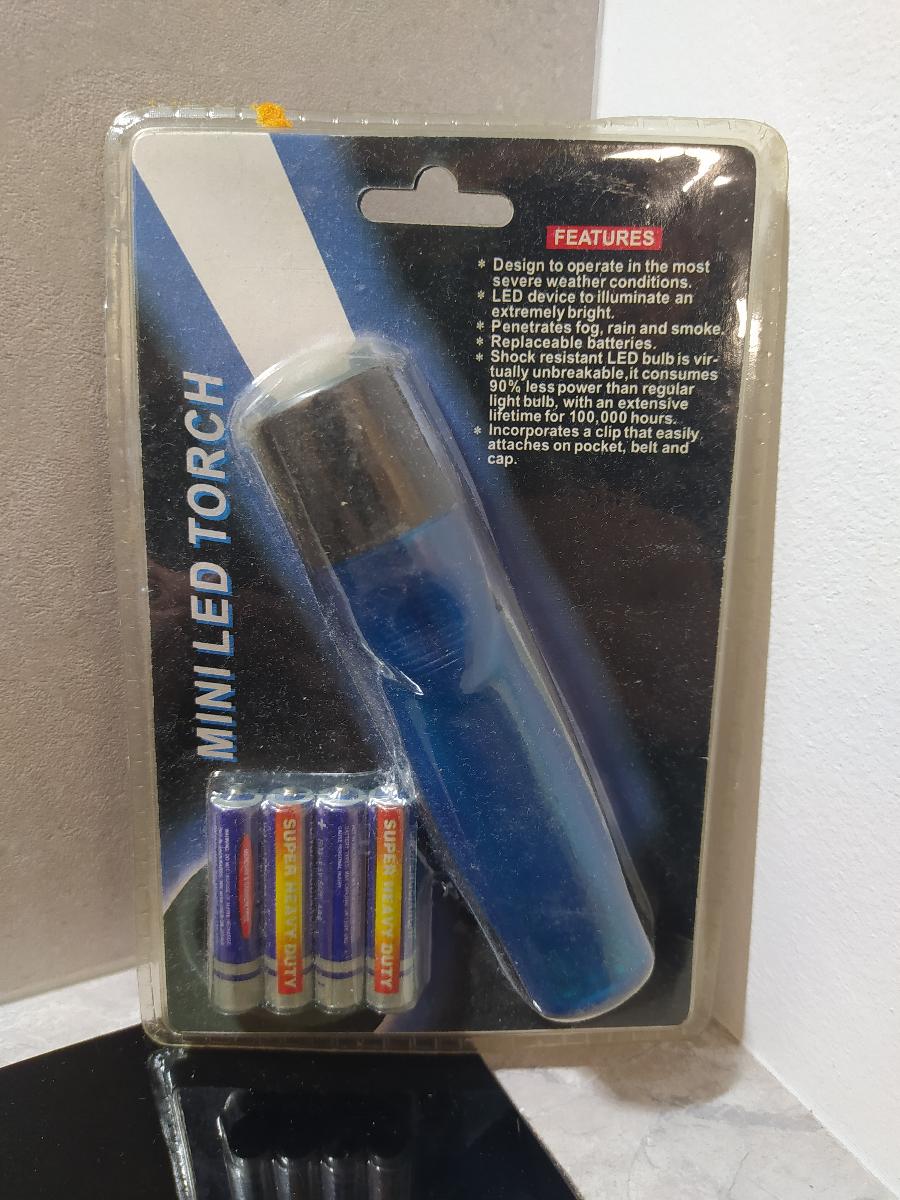 FEATURES
* Design to operate in the most
severe weather conditions.
* LED device to illuminate an
extremely bright.
* Penetrates fog, rain and smoke.
* Replaceable batteries.
* Shock resistant LED bulb is vir-
tually unbreakable,it consumes
90% less power than regular
light bulb, with an extensive
lifetime for 100,000 hours.
* Incorporates a clip that easily
attaches on pocket, belt and
cap.
MINI LED TORCH
SUPER HEAVY DUTY
+
SUPER HEAVY DUTY